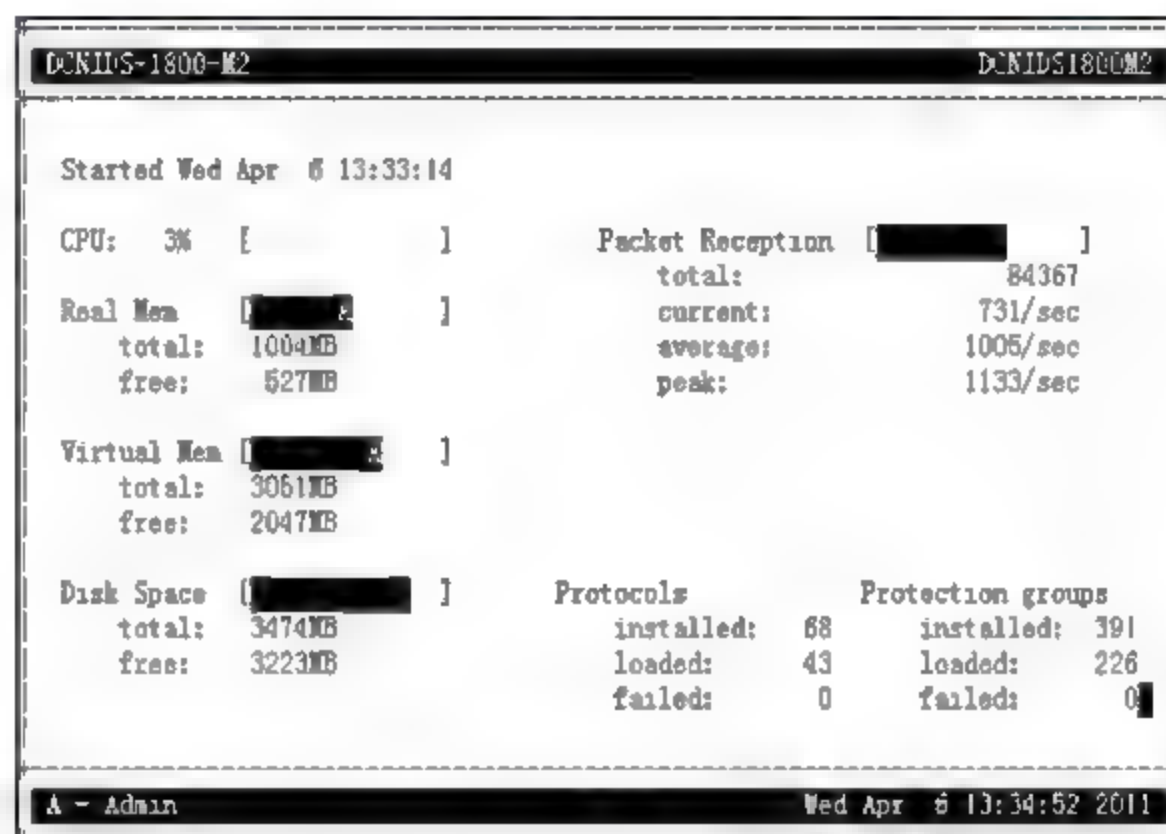 DCNIDS-1800-M2 DCNIDS1800M2
Started Wed Apr 6 13:33:14
CPU: 3% [ ] Packet Reception [ ]
total: 84367
Real Mem [ ] current: 731/sec
total: 1004MB average: 1005/sec
free: 527MB peak: 1133/sec
Virtual Mem [ ]
total: 3061MB
free: 2047MB
Disk Space [ ] Protocols Protection groups
total: 3474MB installed: 68 installed: 391
free: 3223MB loaded: 43 loaded: 226
failed: 0 failed: 0
A - Admin Wed Apr 6 13:34:52 2011